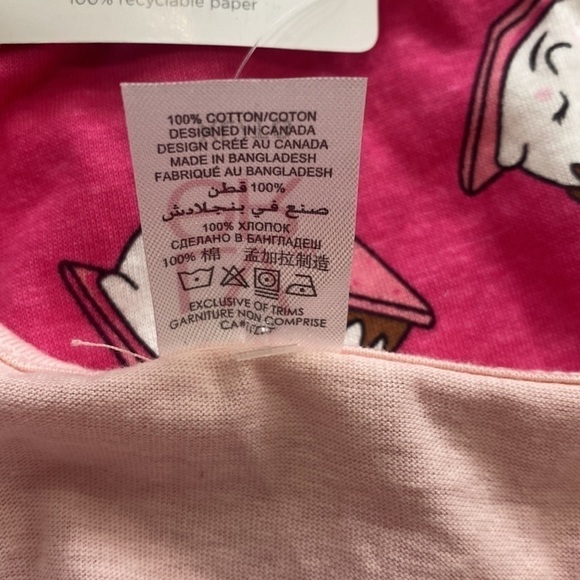 100% recyclable paper
100% COTTON/COTON
DESIGNED IN CANADA
DESIGN CRÉÉ AU CANADA
MADE IN BANGLADESH
FABRIQUÉ AU BANGLADESH
100% قطن
صنع في بنجلادش
100% ХЛОПОК
СДЕЛАНО В БАНГЛАДЕШ
100% 棉 孟加拉制造
EXCLUSIVE OF TRIMS
GARNITURE NON COMPRISE